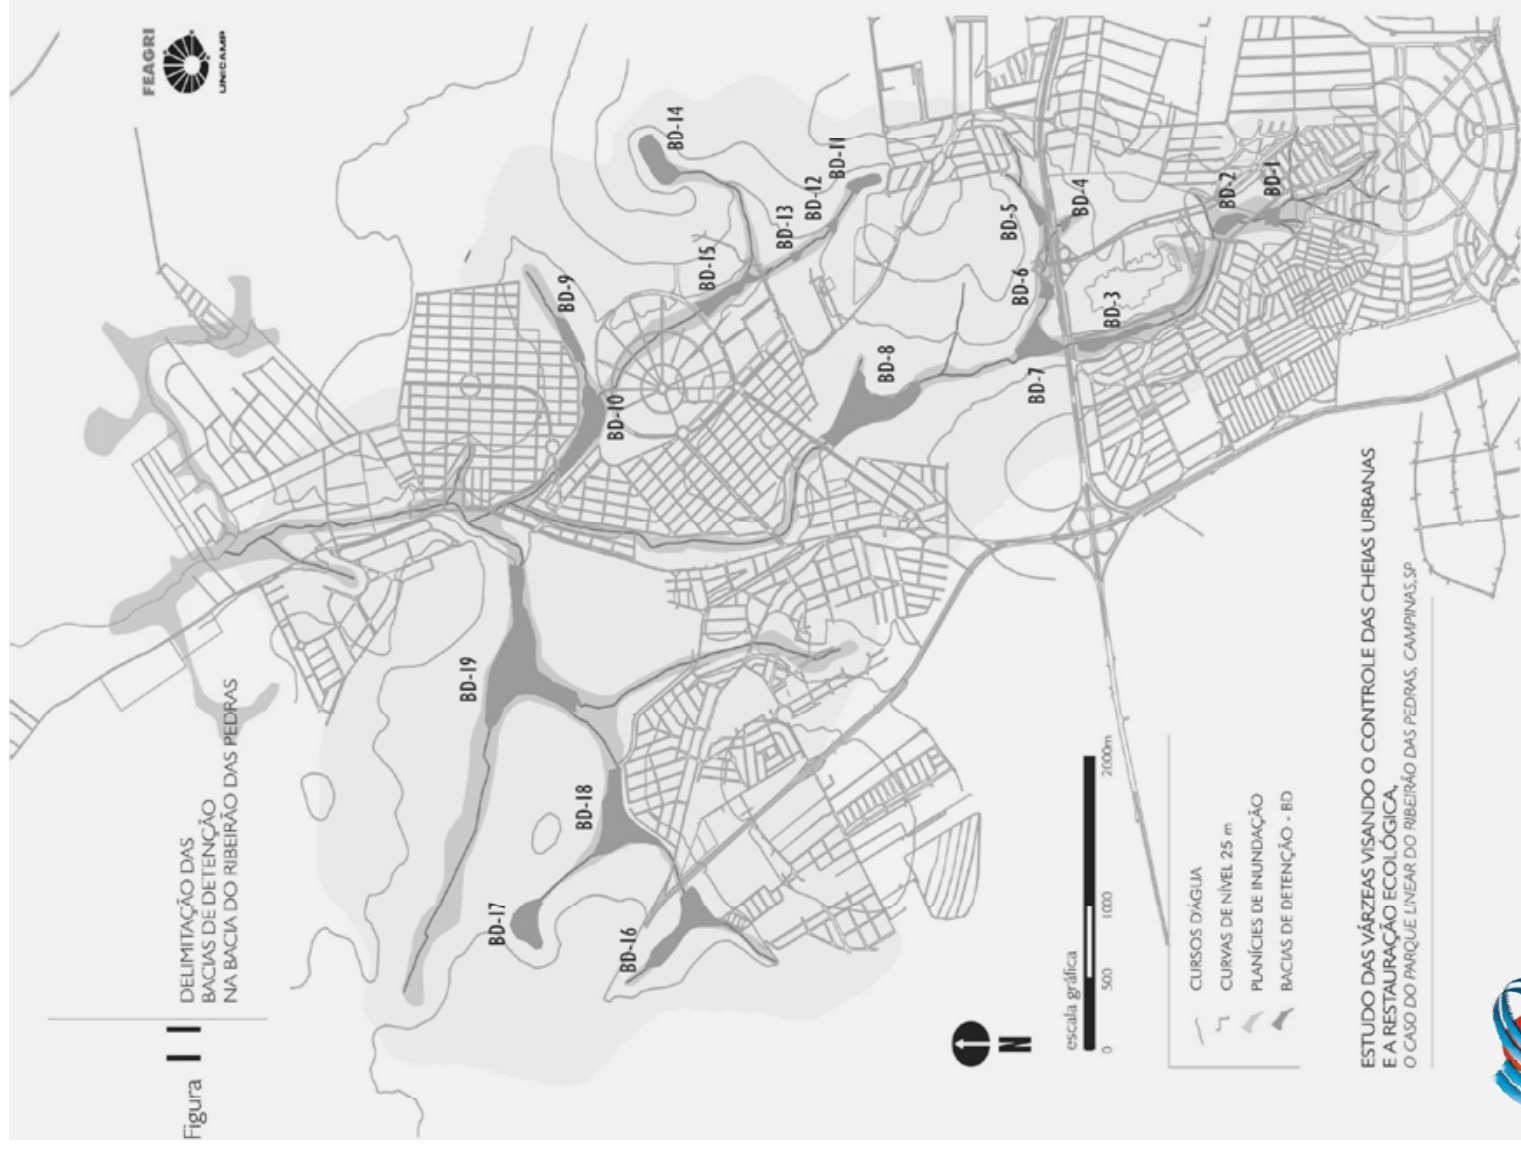 FEAGRI
UNICAMP
Figura 11
DELIMITAÇÃO DAS
BACIAS DE DETENÇÃO
NA BACIA DO RIBEIRÃO DAS PEDRAS
BD-14
BD-11
BD-12
BD-13
BD-15
BD-9
BD-10
BD-8
BD-5
BD-4
BD-6
BD-3
BD-7
BD-2
BD-1
BD-19
BD-18
BD-17
BD-16
N
escala gráfica
0 500 1000 2000m
CURSOS D'ÁGUA
CURVAS DE NÍVEL 25 m
PLANÍCIES DE INUNDAÇÃO
BACIAS DE DETENÇÃO - BD
ESTUDO DAS VÁRZEAS VISANDO O CONTROLE DAS CHEIAS URBANAS
E A RESTAURAÇÃO ECOLÓGICA,
O CASO DO PARQUE LINEAR DO RIBEIRÃO DAS PEDRAS, CAMPINAS,SP